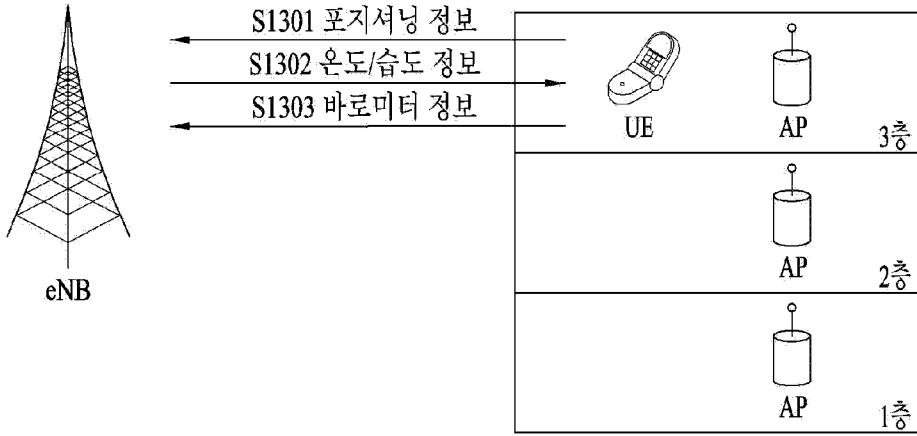 S1301 포지셔닝 정보
S1302 온도/습도 정보
S1303 바로미터 정보
eNB
UE
AP
3층
AP
2층
AP
1층